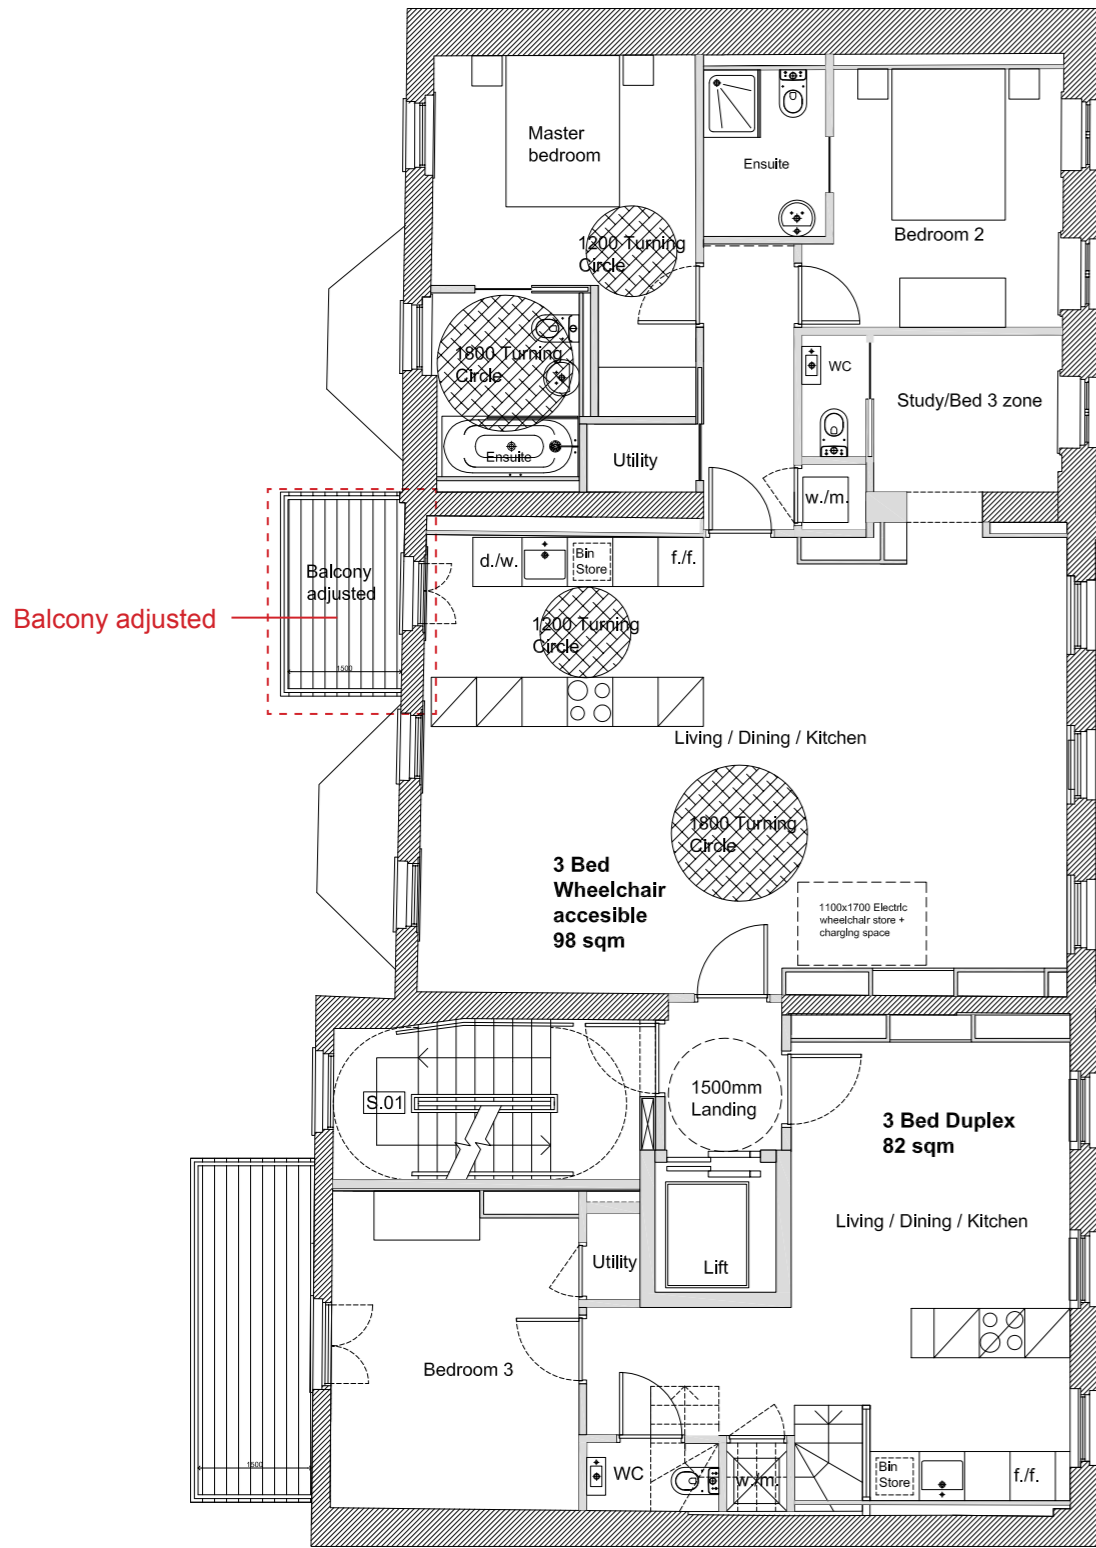 Master
bedroom
Ensuite
Bedroom 2
1200 Turning
Circle
1800 Turning
Circle
WC
Study/Bed 3 zone
Ensuite
Utility
w./m.
Balcony
adjusted
1500
Balcony adjusted
d./w.
Bin
Store
f./f.
1200 Turning
Circle
Living / Dining / Kitchen
1800 Turning
Circle
3 Bed
Wheelchair
accesible
98 sqm
1100x1700 Electric
wheelchair store +
charging space
S.01
1500mm
Landing
3 Bed Duplex
82 sqm
Living / Dining / Kitchen
Utility
Lift
Bedroom 3
1500
WC
w./m.
Bin
Store
f./f.